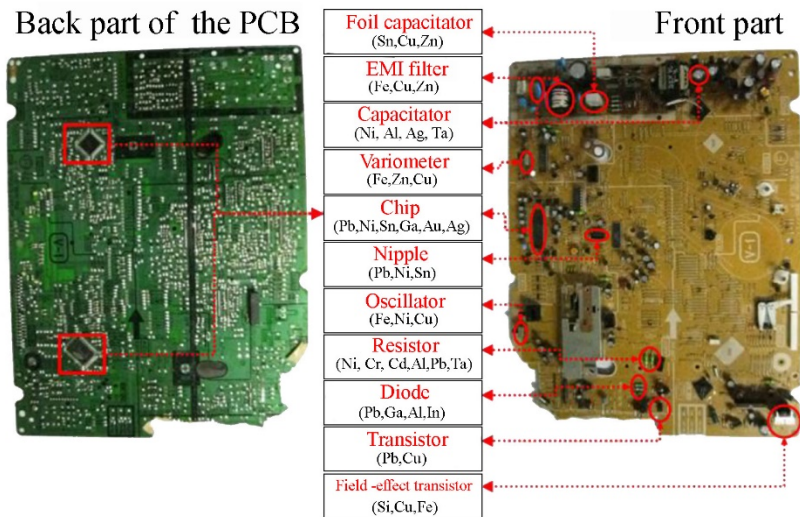 Back part of the PCB
Front part
Foil capacitator
(Sn,Cu,Zn)
EMI filter
(Fe,Cu,Zn)
Capacitator
(Ni, Al, Ag, Ta)
Variometer
(Fe,Zn,Cu)
Chip
(Pb,Ni,Sn,Ga,Au,Ag)
Nipple
(Pb,Ni,Sn)
Oscillator
(Fe,Ni,Cu)
Resistor
(Ni, Cr, Cd,Al,Pb,Ta)
Diode
(Pb,Ga,Al,In)
Transistor
(Pb,Cu)
Field -effect transistor
(Si,Cu,Fe)